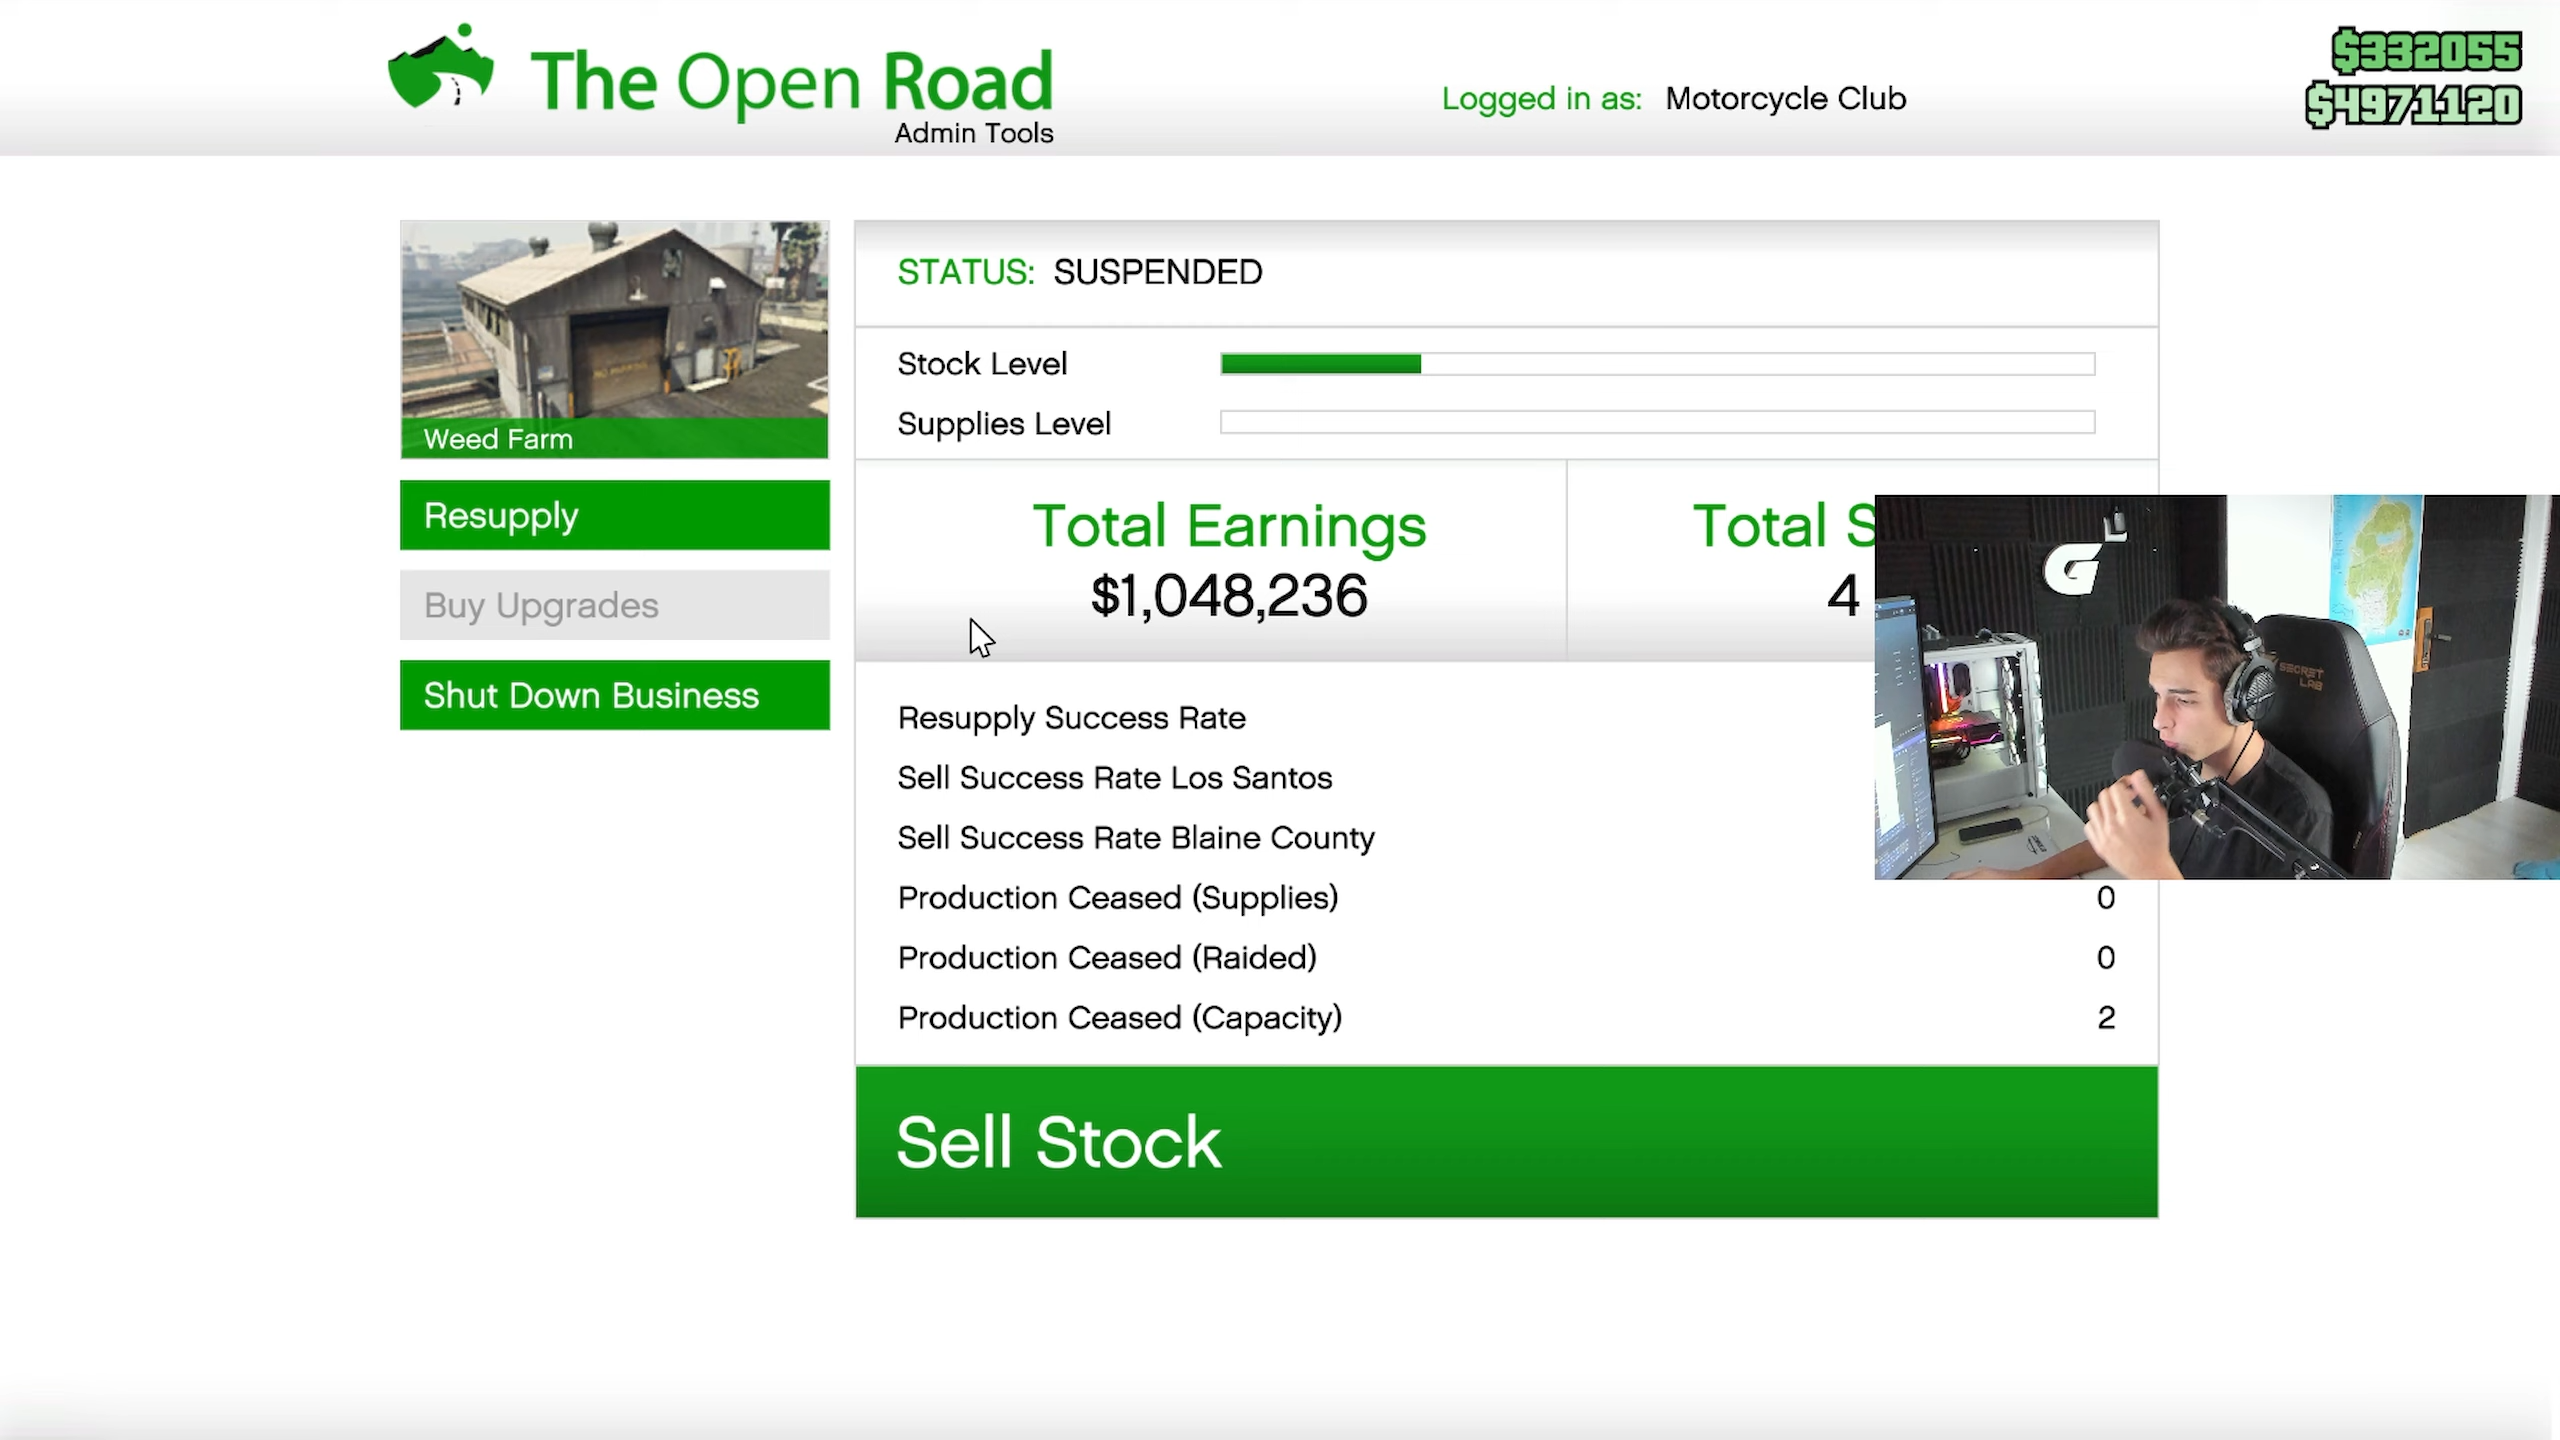 The Open Road
Admin Tools
Logged in as: Motorcycle Club
$332055
$4971120
Weed Farm
Resupply
Buy Upgrades
Shut Down Business
STATUS: SUSPENDED
Stock Level
Supplies Level
Total Earnings
$1,048,236
Total S
4
Resupply Success Rate
Sell Success Rate Los Santos
Sell Success Rate Blaine County
Production Ceased (Supplies) 0
Production Ceased (Raided) 0
Production Ceased (Capacity) 2
Sell Stock
G
SECRET
LAB